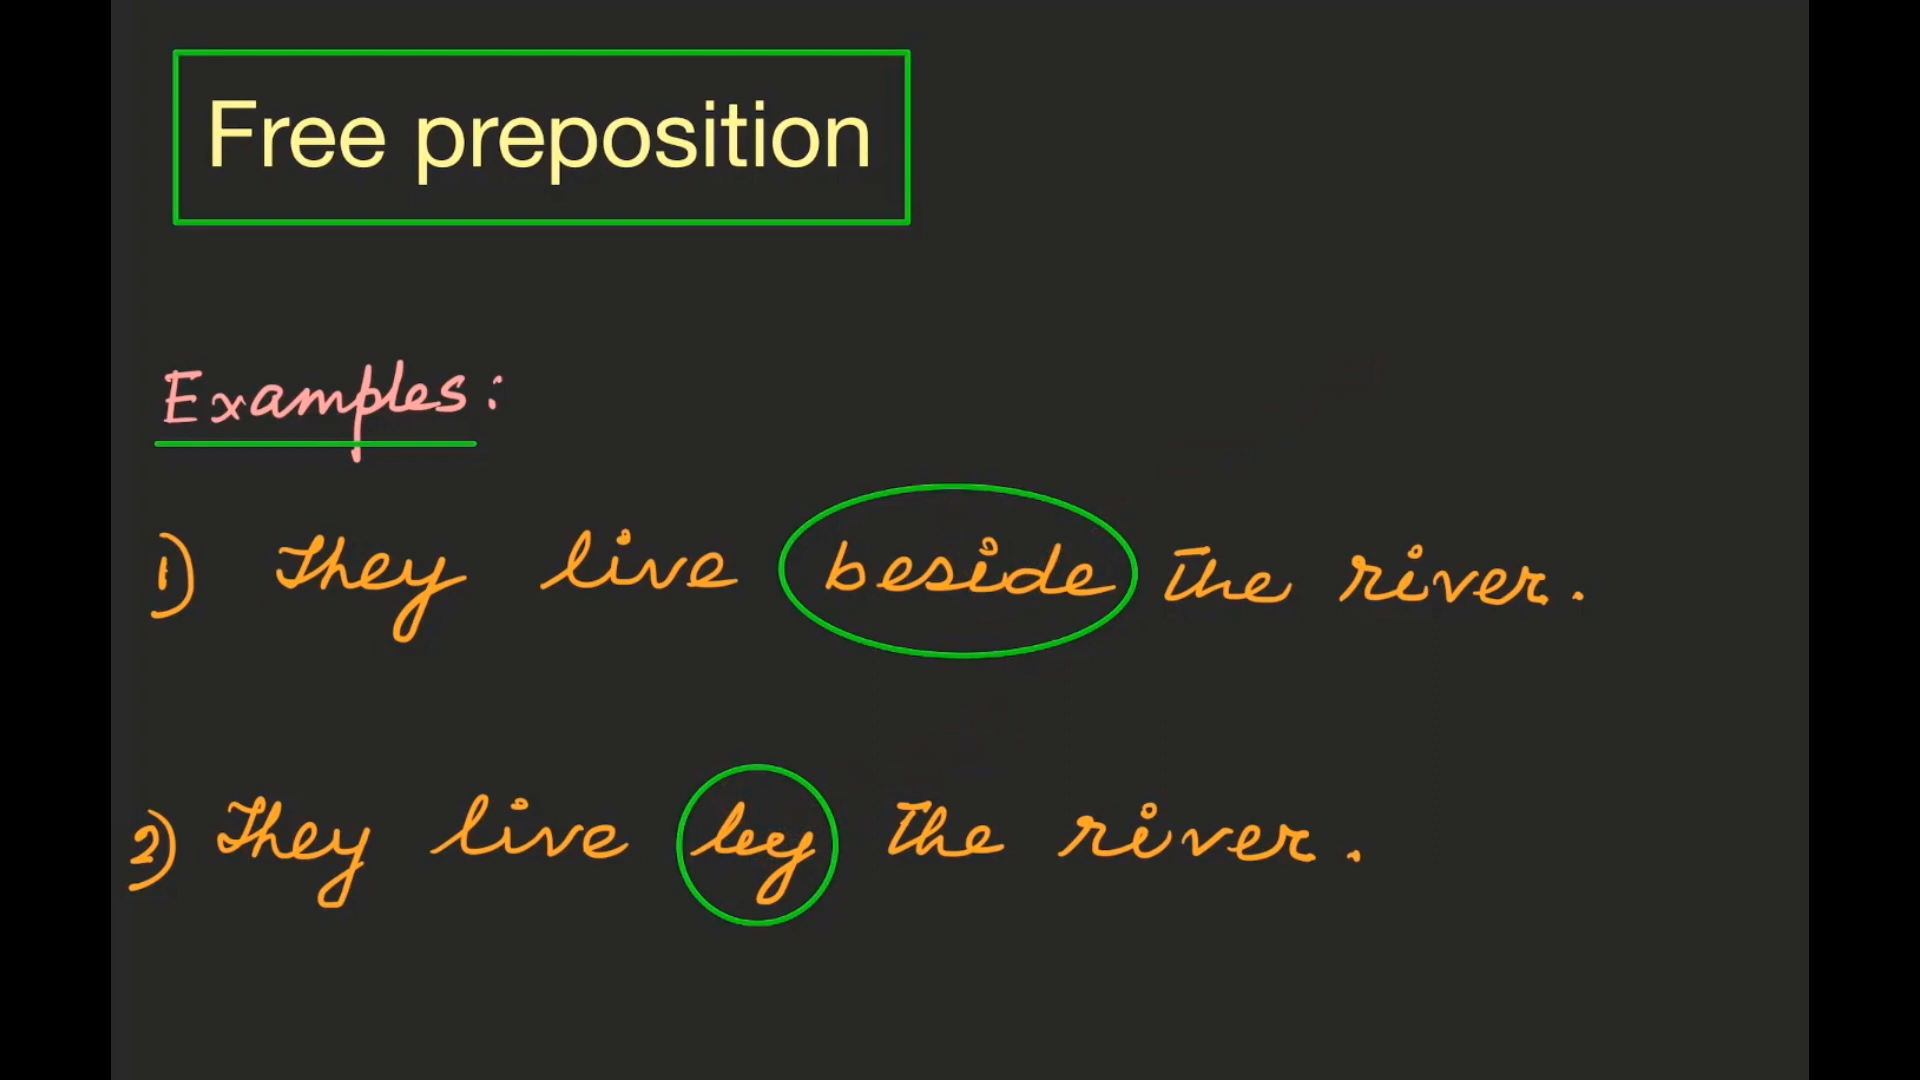 Free preposition
Examples:
1) They live beside the river.
2) They live by the river.